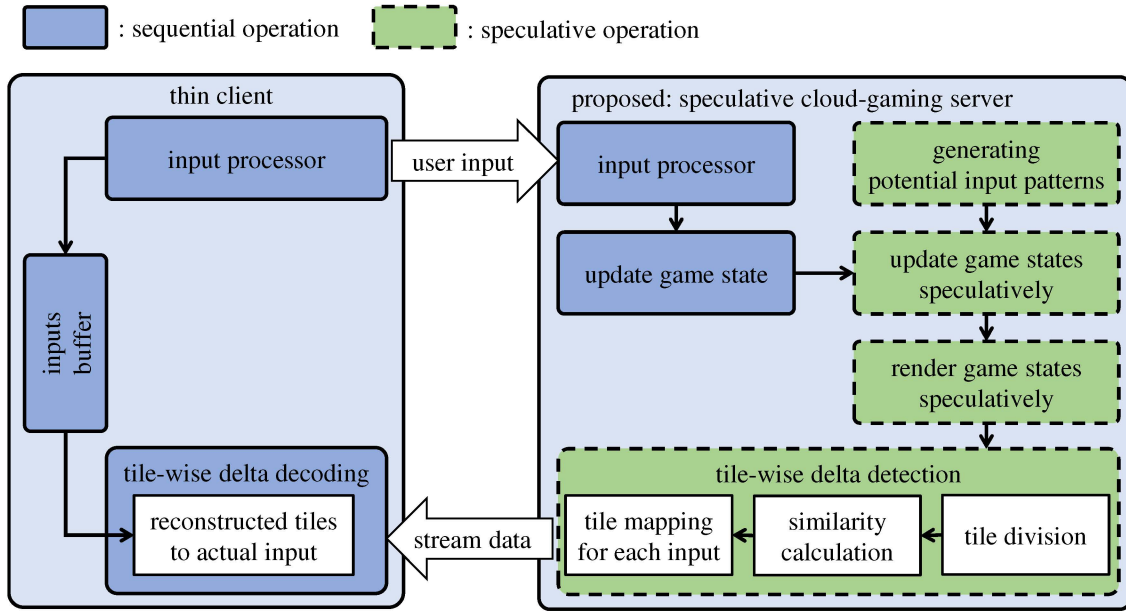 : sequential operation
: speculative operation
thin client
input processor
inputs
buffer
tile-wise delta decoding
reconstructed tiles
to actual input
user input
stream data
proposed: speculative cloud-gaming server
input processor
generating
potential input patterns
update game state
update game states
speculatively
render game states
speculatively
tile-wise delta detection
tile mapping
for each input
similarity
calculation
tile division